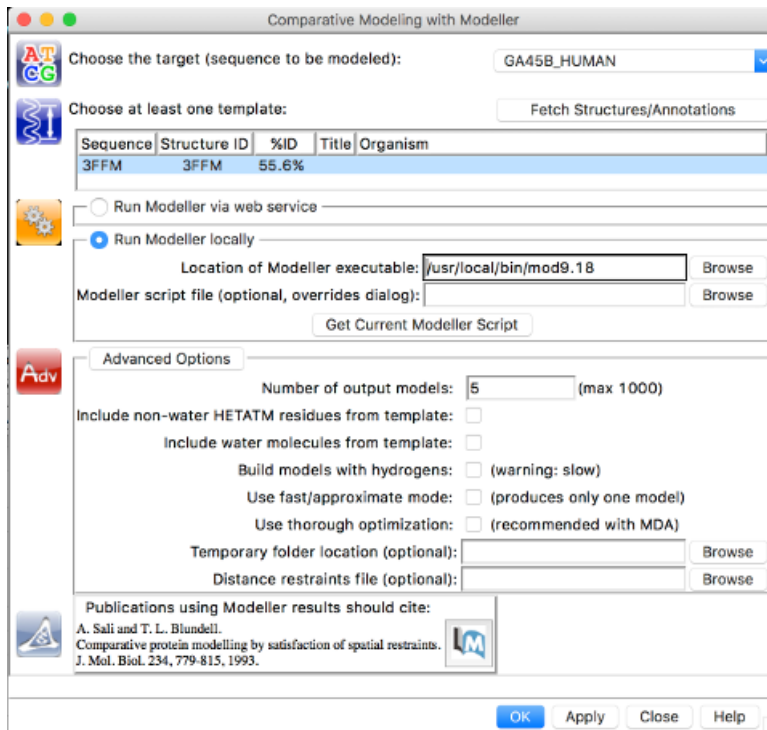 Comparative Modeling with Modeller
ATCG
Choose the target (sequence to be modeled): GA45B_HUMAN
Choose at least one template: Fetch Structures/Annotations
Sequence Structure ID %ID Title Organism
3FFM 3FFM 55.6%
Run Modeller via web service
Run Modeller locally
Location of Modeller executable: /usr/local/bin/mod9.18 Browse
Modeller script file (optional, overrides dialog): Browse
Get Current Modeller Script
Adv
Advanced Options
Number of output models: 5 (max 1000)
Include non-water HETATM residues from template:
Include water molecules from template:
Build models with hydrogens: (warning: slow)
Use fast/approximate mode: (produces only one model)
Use thorough optimization: (recommended with MDA)
Temporary folder location (optional): Browse
Distance restraints file (optional): Browse
Publications using Modeller results should cite:
A. Sali and T. L. Blundell.
Comparative protein modelling by satisfaction of spatial restraints.
J. Mol. Biol. 234, 779-815, 1993.
LM
OK Apply Close Help